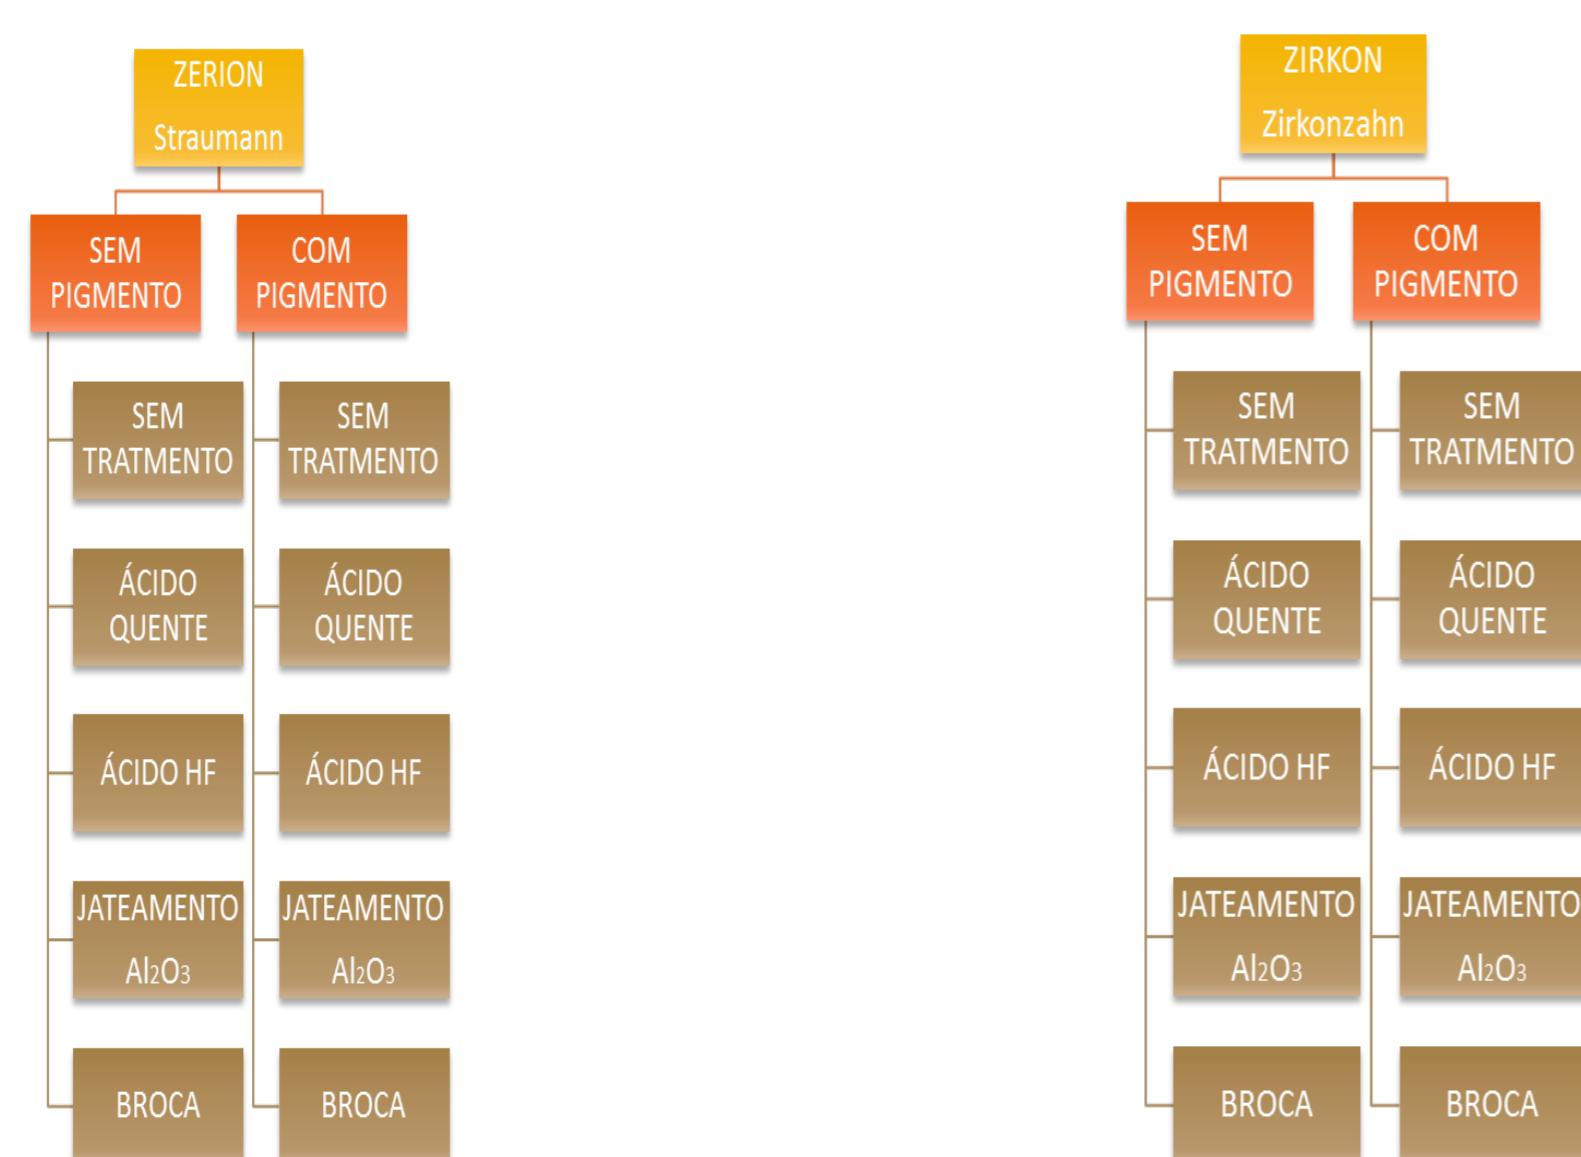 ZERION
Straumann
SEM
PIGMENTO
SEM
TRATMENTO
ÁCIDO
QUENTE
ÁCIDO HF
JATEAMENTO
Al₂O₃
BROCA
COM
PIGMENTO
SEM
TRATMENTO
ÁCIDO
QUENTE
ÁCIDO HF
JATEAMENTO
Al₂O₃
BROCA
ZIRKON
Zirkonzahn
SEM
PIGMENTO
SEM
TRATMENTO
ÁCIDO
QUENTE
ÁCIDO HF
JATEAMENTO
Al₂O₃
BROCA
COM
PIGMENTO
SEM
TRATMENTO
ÁCIDO
QUENTE
ÁCIDO HF
JATEAMENTO
Al₂O₃
BROCA